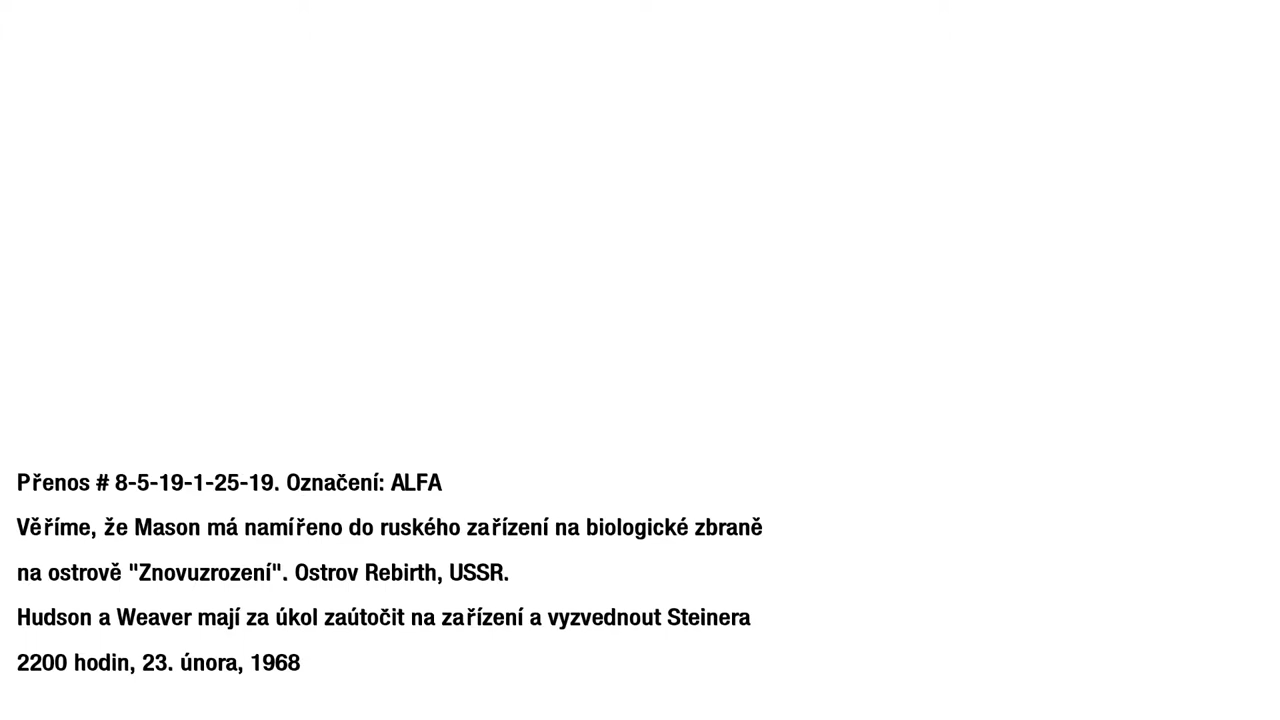 Přenos # 8-5-19-1-25-19. Označení: ALFA
Věříme, že Mason má namířeno do ruského zařízení na biologické zbraně
na ostrově "Znovuzrození". Ostrov Rebirth, USSR.
Hudson a Weaver mají za úkol zaútočit na zařízení a vyzvednout Steinera
2200 hodin, 23. února, 1968